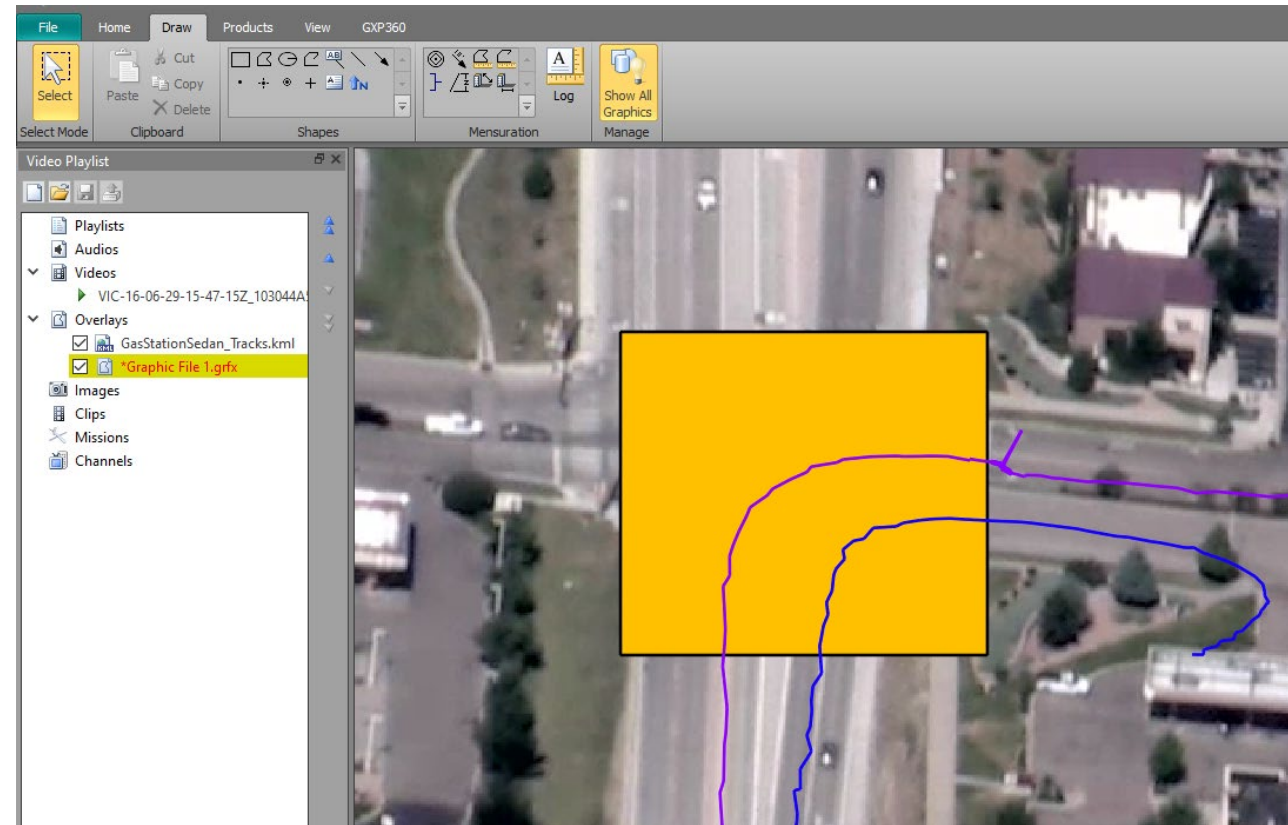 File Home Draw Products View GXP360
Select
Paste
Cut
Copy
Delete
AB
N
A
Log
Show All
Graphics
Select Mode Clipboard Shapes Mensuration Manage
Video Playlist
Playlists
Audios
Videos
VIC-16-06-29-15-47-15Z_103044A
Overlays
KML GasStationSedan_Tracks.kml
*Graphic File 1.grfx
Images
Clips
Missions
Channels